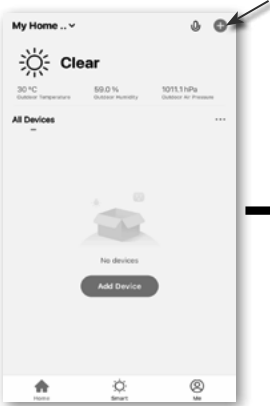 My Home ..
Clear
30 °C 59.0 % 1011.1 hPa
Outdoor Temperature Outdoor Humidity Outdoor Air Pressure
All Devices ...
No devices
Add Device
Home Smart Me